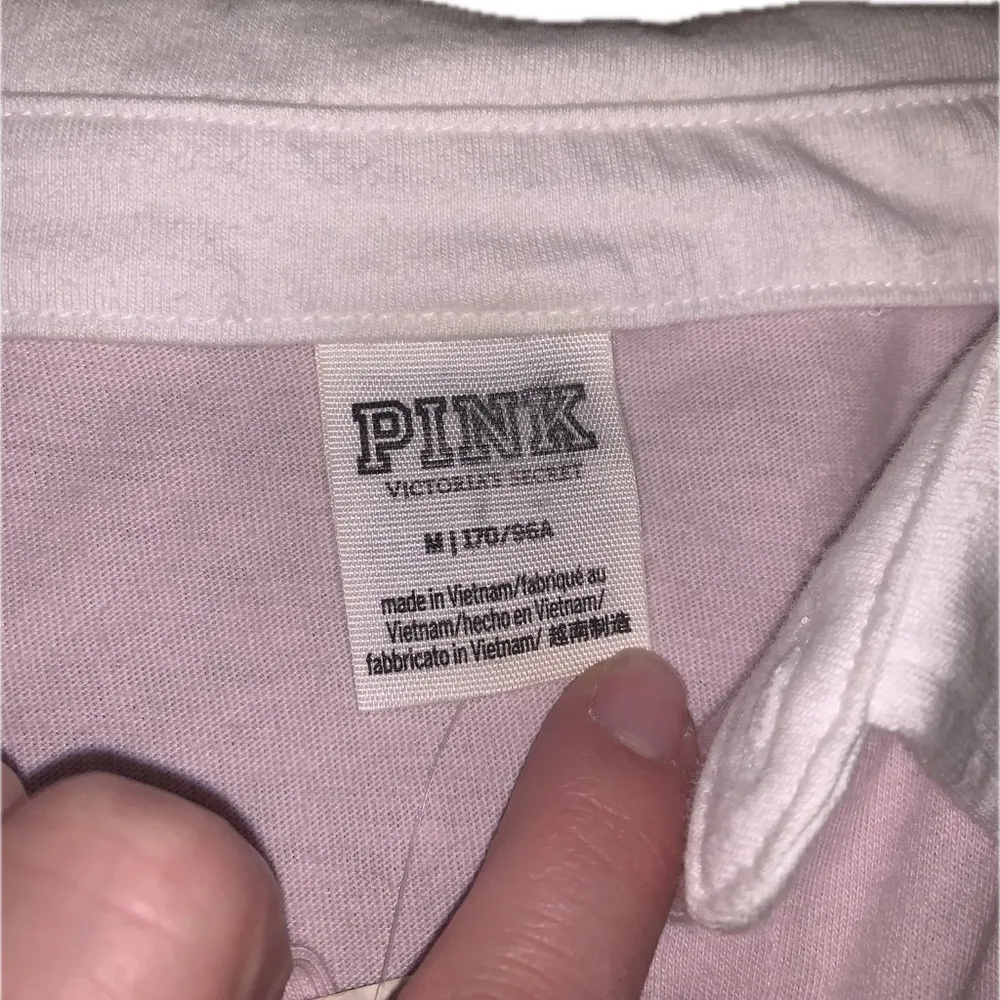 PINK
VICTORIA'S SECRET
M | 170/96A
made in Vietnam/fabriqué au
Vietnam/hecho en Vietnam/
fabbricato in Vietnam/ 越南制造